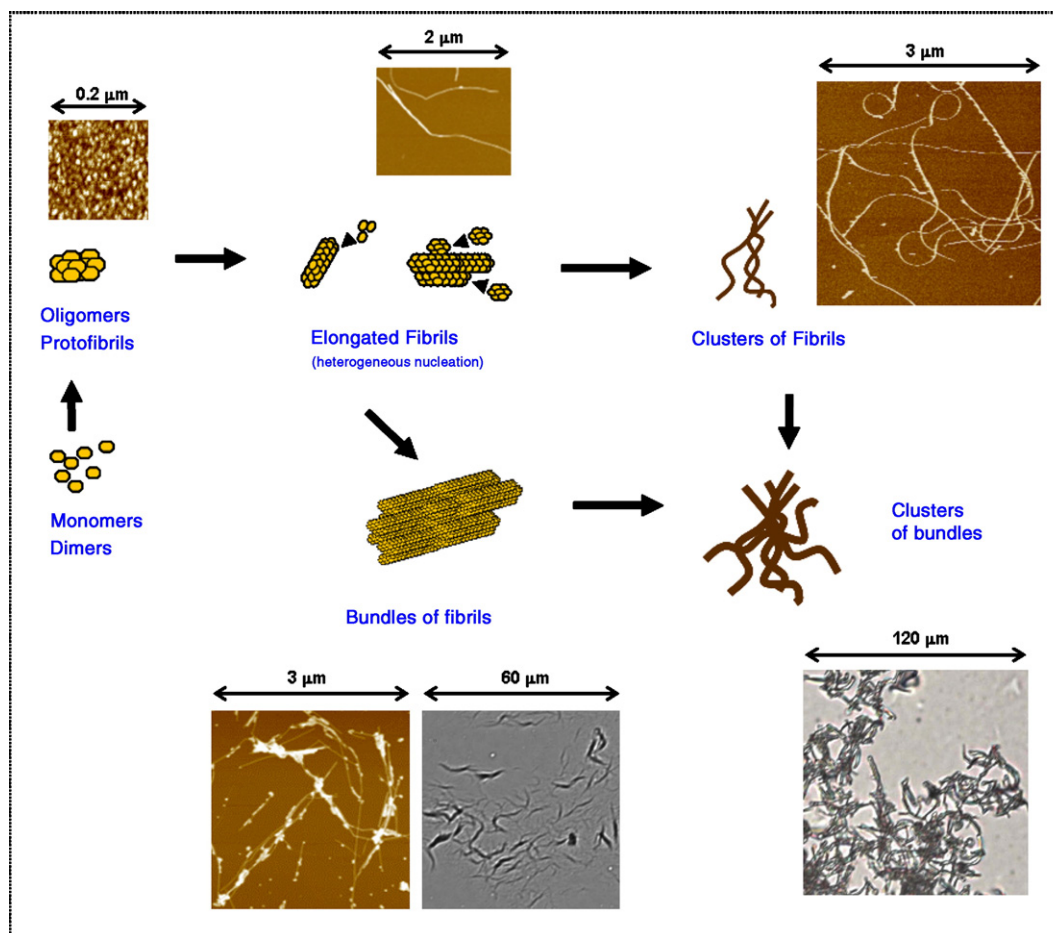 2 μm
3 μm
0.2 μm
Oligomers
Protofibrils
Elongated Fibrils
(heterogeneous nucleation)
Clusters of Fibrils
Monomers
Dimers
Clusters
of bundles
Bundles of fibrils
120 μm
3 μm
60 μm